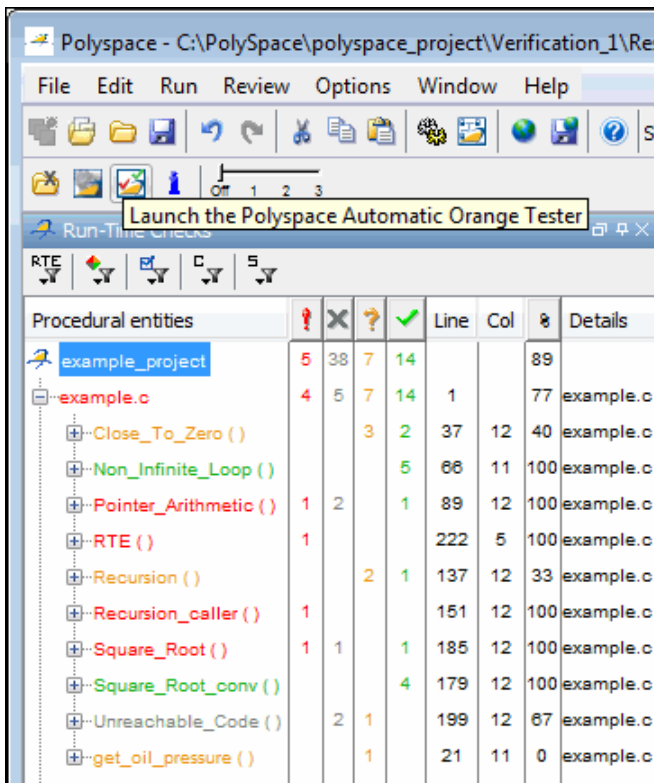 Polyspace - C:\PolySpace\polyspace_project\Verification_1\Re
File Edit Run Review Options Window Help
S
Off 1 2 3
Launch the Polyspace Automatic Orange Tester
Run-Time Checks
RTE C S
Procedural entities ! X ? ✓ Line Col % Details
example_project 5 38 7 14 89
example.c 4 5 7 14 1 77 example.c
Close_To_Zero ( ) 3 2 37 12 40 example.c
Non_Infinite_Loop ( ) 5 66 11 100 example.c
Pointer_Arithmetic ( ) 1 2 1 89 12 100 example.c
RTE ( ) 1 222 5 100 example.c
Recursion ( ) 2 1 137 12 33 example.c
Recursion_caller ( ) 1 151 12 100 example.c
Square_Root ( ) 1 1 1 185 12 100 example.c
Square_Root_conv ( ) 4 179 12 100 example.c
Unreachable_Code ( ) 2 1 199 12 67 example.c
get_oil_pressure ( ) 1 21 11 0 example.c